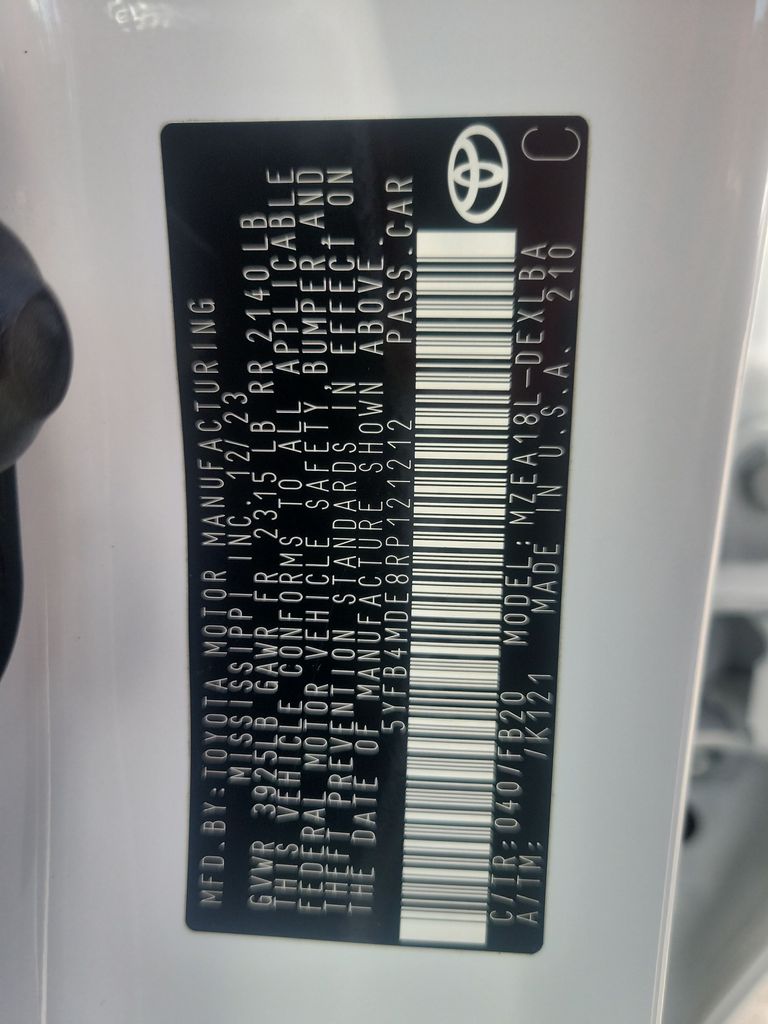 MFD.BY:TOYOTA MOTOR MANUFACTURING
MISSISSIPPI INC. 12/23
GVWR 3925LB GAWR FR 2315 LB RR 2140LB
THIS VEHICLE CONFORMS TO ALL APPLICABLE
FEDERAL MOTOR VEHICLE SAFETY, BUMPER AND
THEFT PREVENTION STANDARDS IN EFFECT ON
THE DATE OF MANUFACTURE SHOWN ABOVE.
5YFB4MDE8RP121212 PASS.CAR
C/TR:040/FB20 MODEL:MZEA18L-DEXLBA
A/TM: /K121 MADE IN U.S.A. 210
C